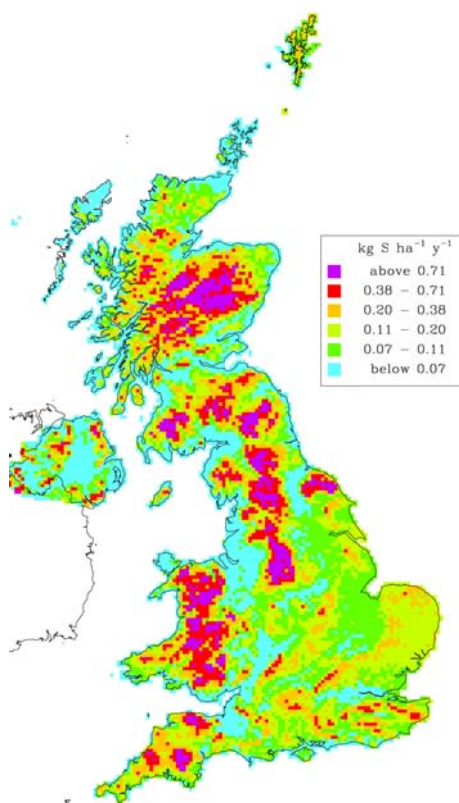 kg S ha⁻¹ y⁻¹
above 0.71
0.38 – 0.71
0.20 – 0.38
0.11 – 0.20
0.07 – 0.11
below 0.07